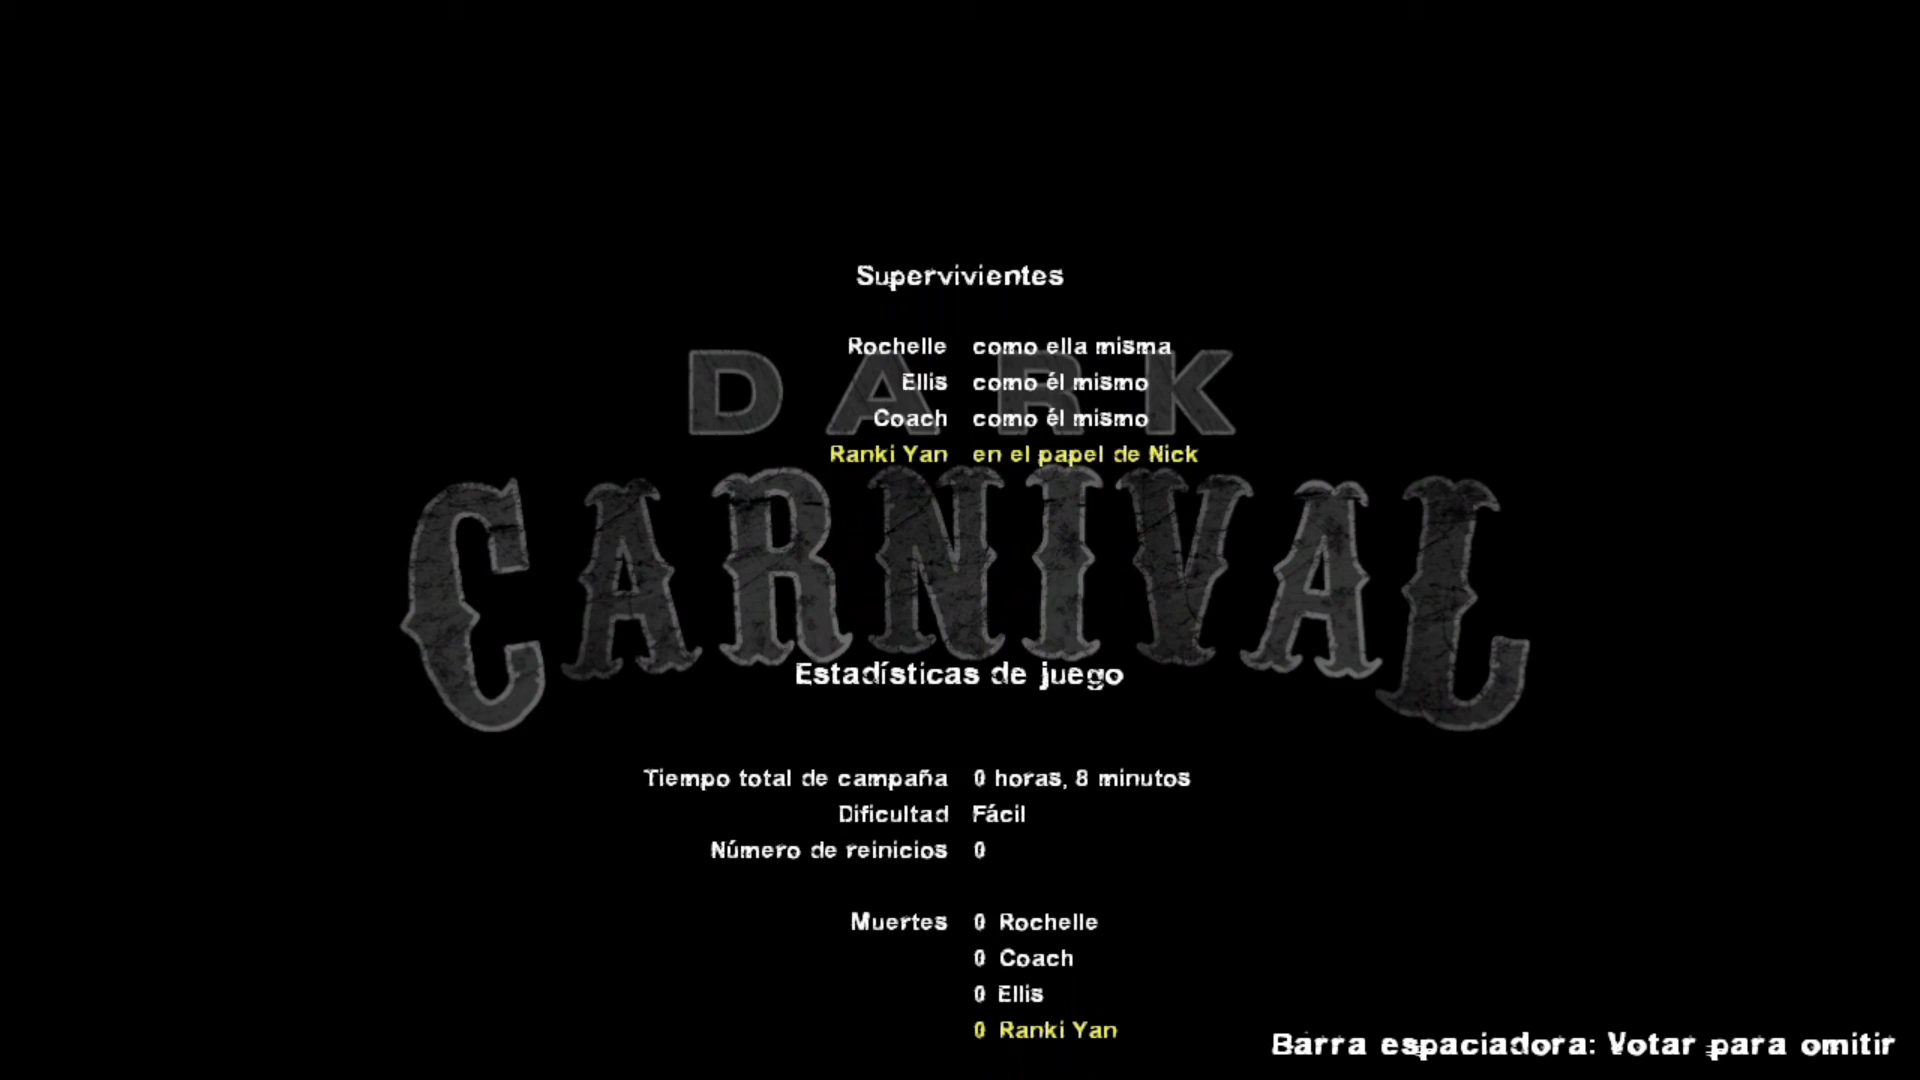 Supervivientes
Rochelle como ella misma
Ellis como él mismo
Coach como él mismo
Ranki Yan en el papel de Nick
DARK
CARNIVAL
Estadísticas de juego
Tiempo total de campaña 0 horas, 8 minutos
Dificultad Fácil
Número de reinicios 0
Muertes 0 Rochelle
0 Coach
0 Ellis
0 Ranki Yan
Barra espaciadora: Votar para omitir